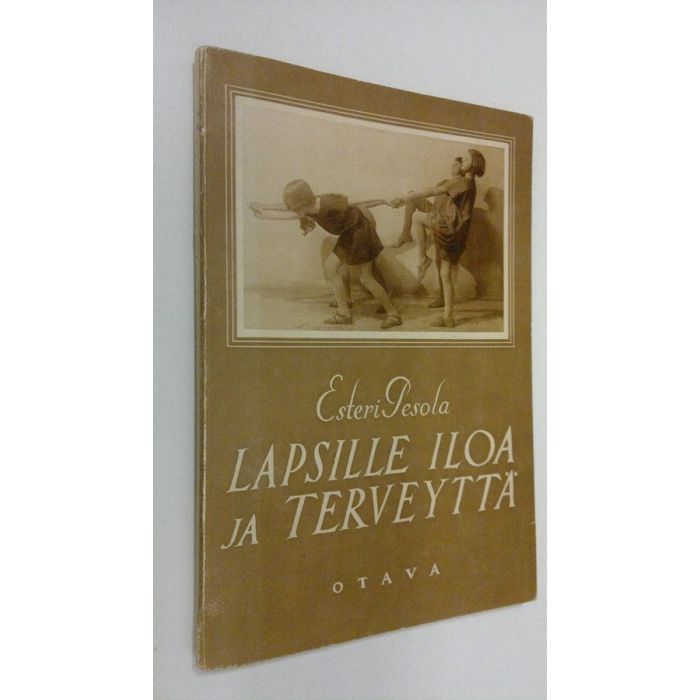 Esteri Pesola
LAPSILLE ILOA
JA TERVEYTTÄ
OTAVA